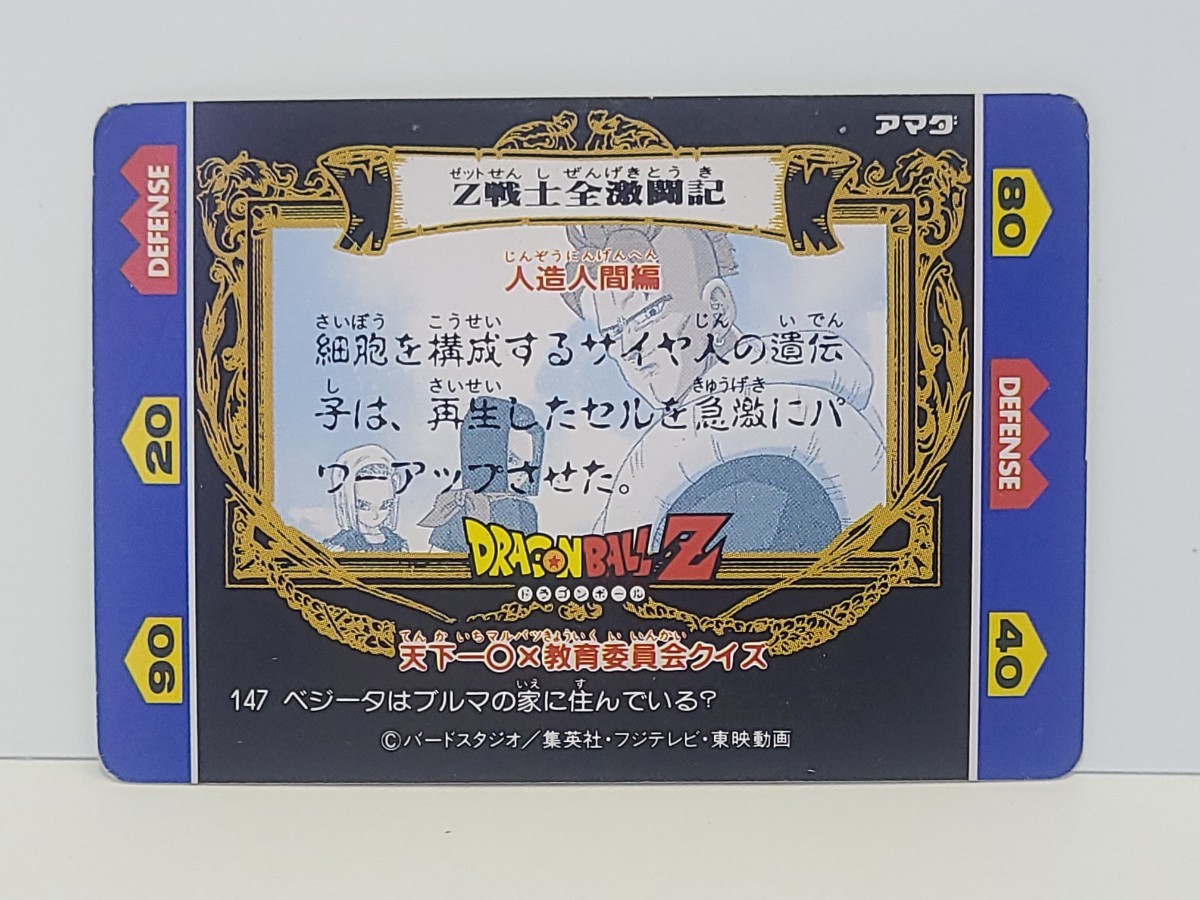 アマダ
ゼットせんしぜんげきとうき
Z戦士全激闘記
じんぞうにんげんへん
人造人間編
さいぼう こうせい じん いでん
細胞を構成するサイヤ人の遺伝
し さいせい きゅうげき
子は、再生したセルを急激にパ
ワーアップさせた。
DRAGONBALL Z
ドラゴンボール
てんかいちマルバツきょういくいいんかい
天下一〇×教育委員会クイズ
いえ す
147 ベジータはブルマの家に住んでいる?
©バードスタジオ/集英社・フジテレビ・東映動画
DEFENSE
20
90
80
DEFENSE
40